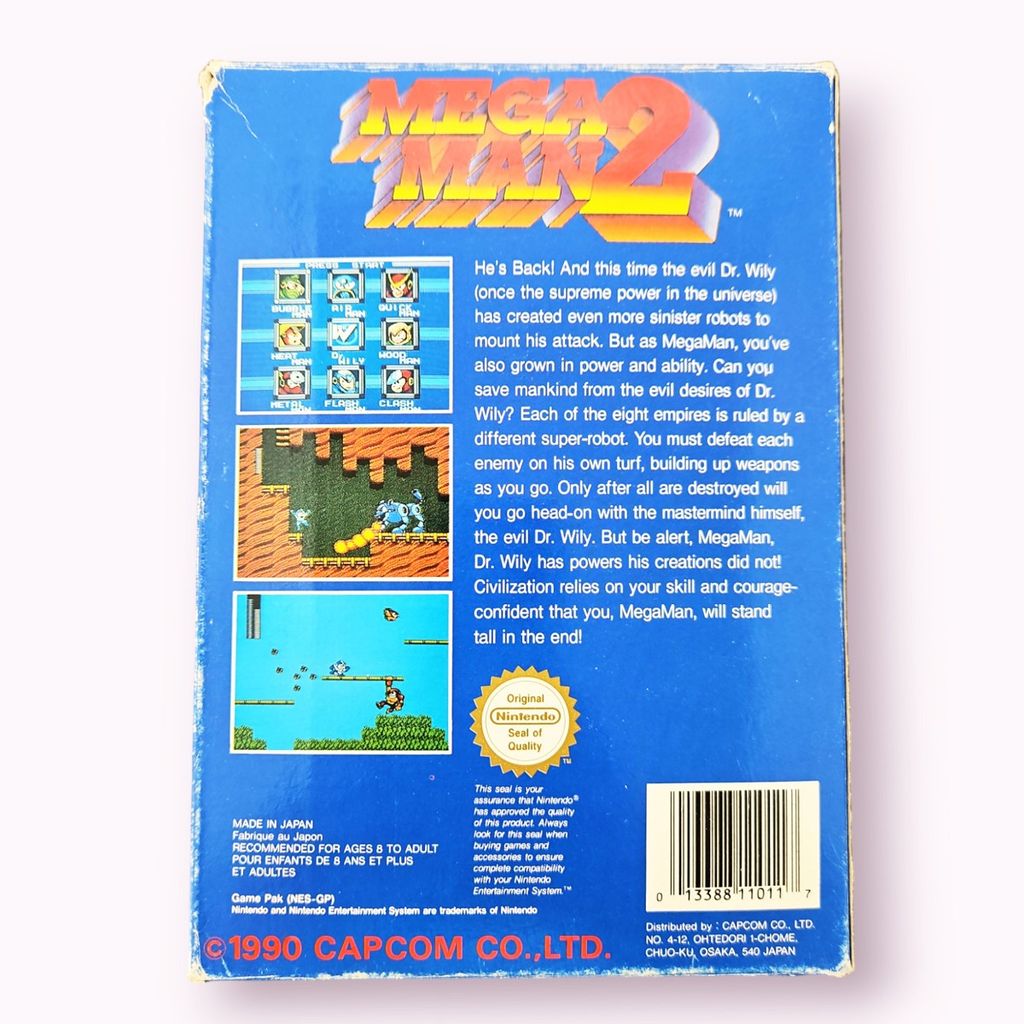 MEGA
MAN 2
™
PRESS START
BUBBLE MAN
AIR MAN
QUICK MAN
HEAT MAN
Dr. WILY
WOOD MAN
METAL MAN
FLASH MAN
CLASH MAN
He's Back! And this time the evil Dr. Wily
(once the supreme power in the universe)
has created even more sinister robots to
mount his attack. But as MegaMan, you've
also grown in power and ability. Can you
save mankind from the evil desires of Dr.
Wily? Each of the eight empires is ruled by a
different super-robot. You must defeat each
enemy on his own turf, building up weapons
as you go. Only after all are destroyed will
you go head-on with the mastermind himself,
the evil Dr. Wily. But be alert, MegaMan,
Dr. Wily has powers his creations did not!
Civilization relies on your skill and courage-
confident that you, MegaMan, will stand
tall in the end!
Original
Nintendo
Seal of
Quality
TM
This seal is your
assurance that Nintendo®
has approved the quality
of this product. Always
look for this seal when
buying games and
accessories to ensure
complete compatibility
with your Nintendo
Entertainment System.™
MADE IN JAPAN
Fabrique au Japon
RECOMMENDED FOR AGES 8 TO ADULT
POUR ENFANTS DE 8 ANS ET PLUS
ET ADULTES
Game Pak (NES-GP)
Nintendo and Nintendo Entertainment System are trademarks of Nintendo
©1990 CAPCOM CO.,LTD.
0 13388 11011 7
Distributed by : CAPCOM CO., LTD.
NO. 4-12, OHTEDORI 1-CHOME,
CHUO-KU, OSAKA, 540 JAPAN